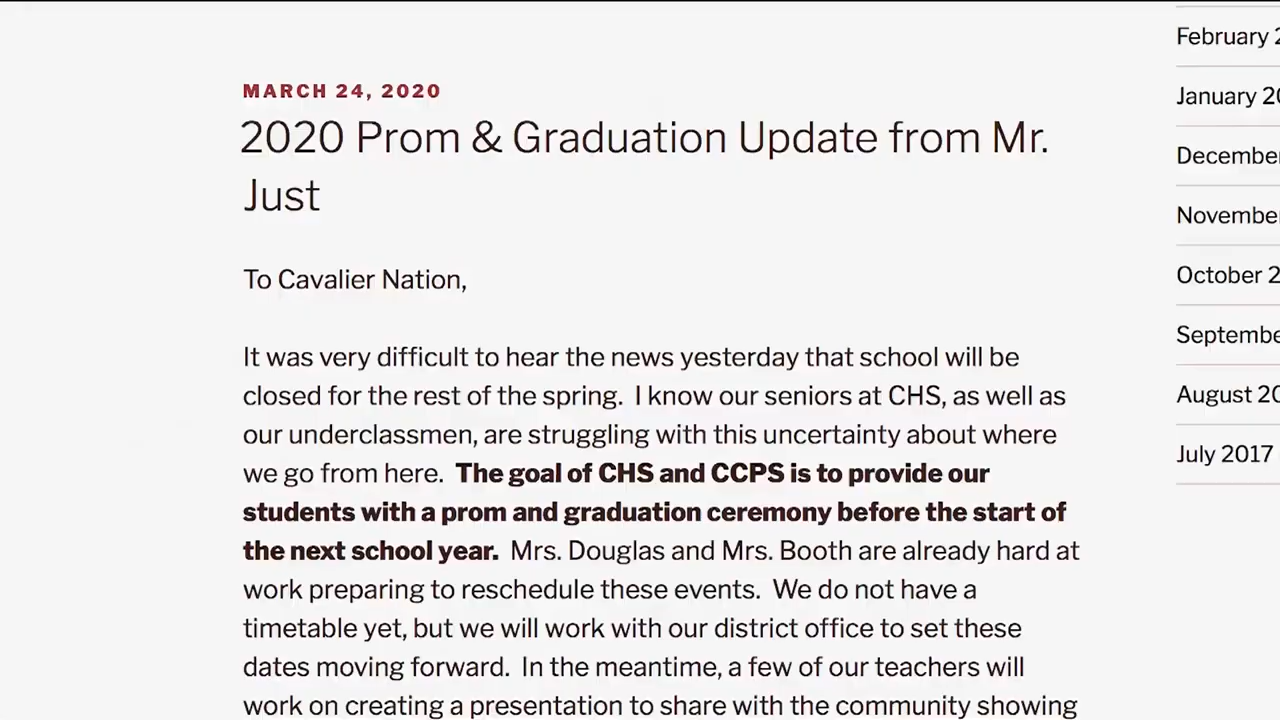 MARCH 24, 2020
2020 Prom & Graduation Update from Mr.
Just
To Cavalier Nation,
It was very difficult to hear the news yesterday that school will be
closed for the rest of the spring.  I know our seniors at CHS, as well as
our underclassmen, are struggling with this uncertainty about where
we go from here.  The goal of CHS and CCPS is to provide our
students with a prom and graduation ceremony before the start of
the next school year.  Mrs. Douglas and Mrs. Booth are already hard at
work preparing to reschedule these events.  We do not have a
timetable yet, but we will work with our district office to set these
dates moving forward.  In the meantime, a few of our teachers will
work on creating a presentation to share with the community showing
February
January
October
August
July 2017